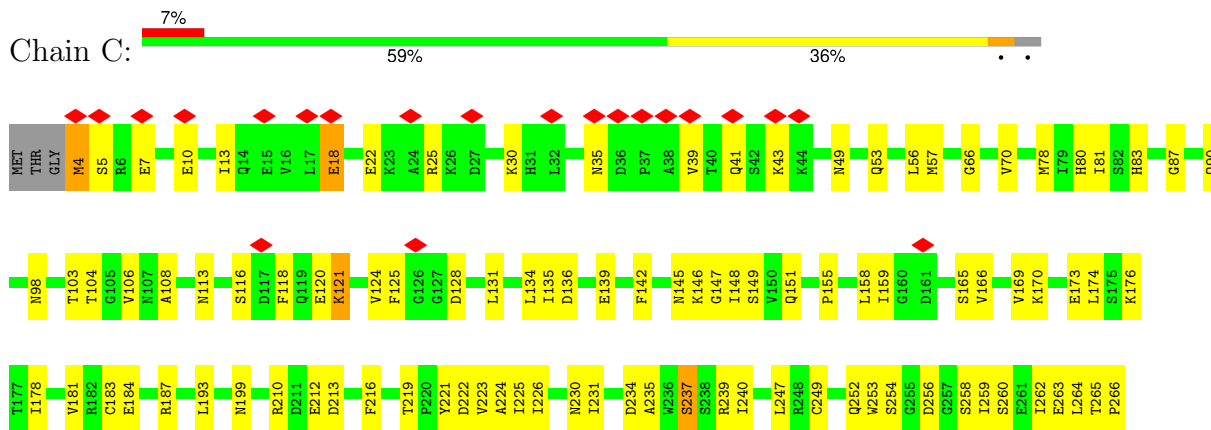 7%
Chain C:
59% 36% • •
MET THR GLY M4 S5 R6 E7 E10 I13 Q14 E15 V16 L17 E18 E22 K23 A24 R25 K26 D27 K30 H31 L32 N35 D36 P37 A38 V39 T40 Q41 S42 K43 K44 N49 Q53 L56 M57 G66 V70 M78 I79 H80 I81 S82 H83 G87
N98 T103 T104 G105 V106 N107 A108 N113 S116 D117 F118 Q119 E120 K121 V124 F125 G126 G127 D128 L131 L134 I135 D136 E139 F142 N145 K146 G147 I148 S149 V150 Q151 P155 L158 I159 G160 D161 S165 V166 V169 K170 E173 L174 S175 K176
T177 I178 V181 R182 C183 E184 R187 L193 N199 R210 D211 E212 D213 F216 T219 P220 Y221 D222 V223 A224 I225 I226 N230 I231 D234 A235 W236 S237 S238 R239 I240 L247 R248 C249 Q252 W253 S254 G255 D256 G257 S258 I259 S260 E261 I262 E263 L264 T265 P266